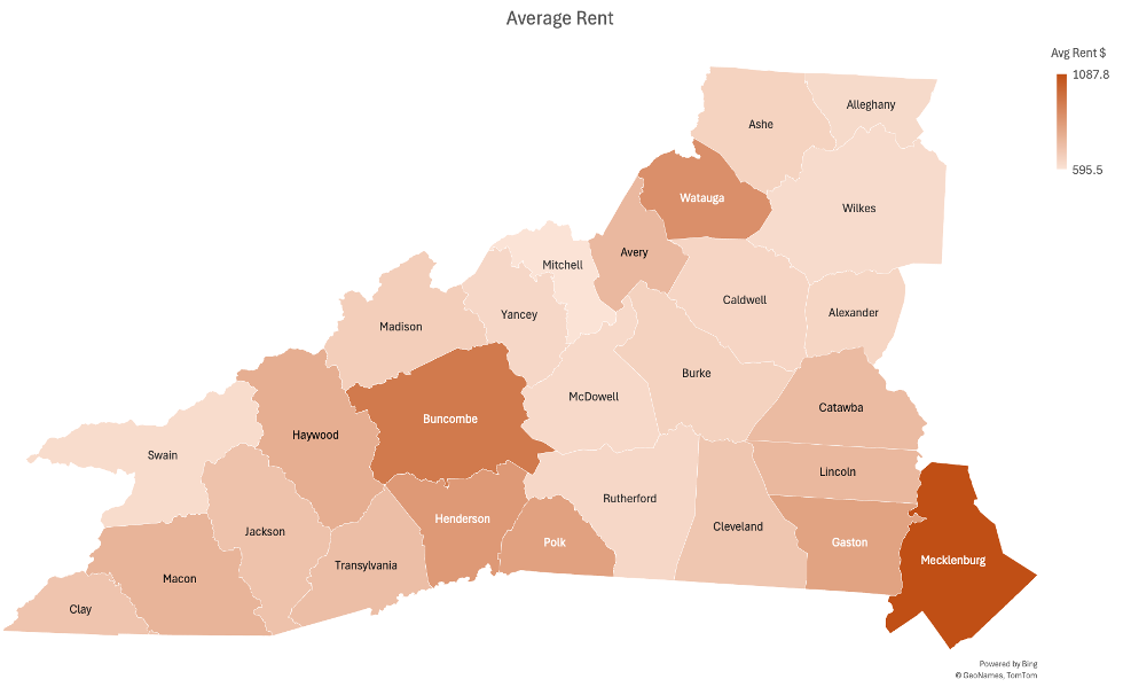 Average Rent
Avg Rent $
1087.8
595.5
Alleghany
Ashe
Watauga
Wilkes
Avery
Mitchell
Caldwell
Yancey
Alexander
Madison
Burke
McDowell
Catawba
Buncombe
Haywood
Swain
Lincoln
Rutherford
Henderson
Cleveland
Jackson
Polk
Gaston
Mecklenburg
Transylvania
Macon
Clay
Powered by Bing
© GeoNames, TomTom